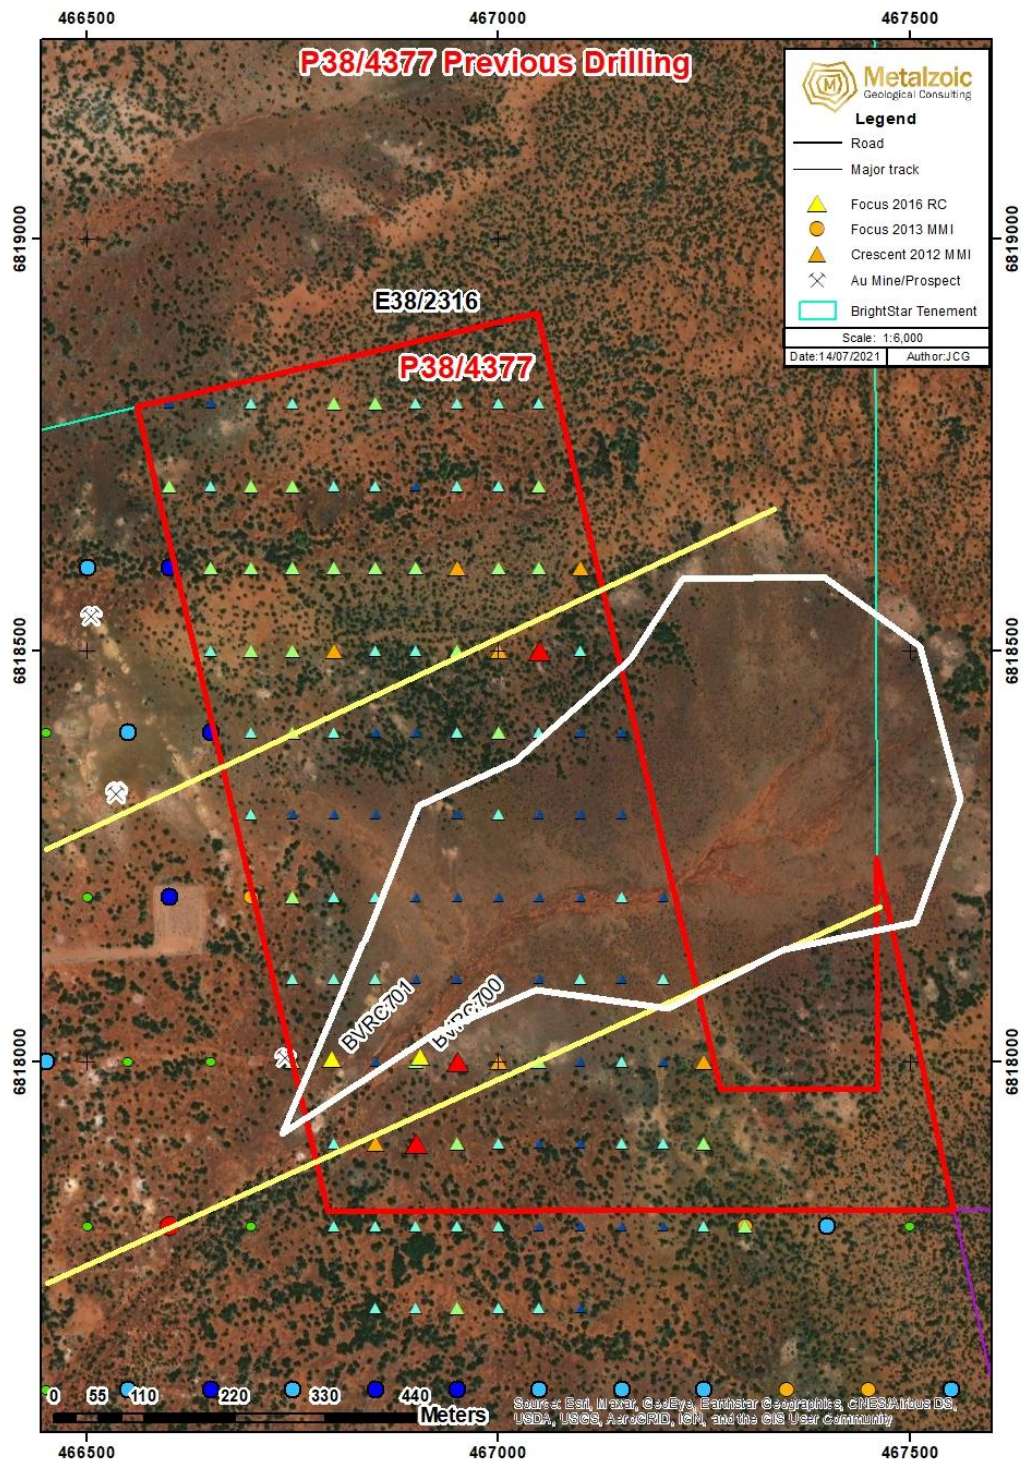 466500 467000 467500
P38/4377 Previous Drilling
M
Metalzoic
Geological Consulting
Legend
Road
Major track
Focus 2016 RC
Focus 2013 MMI
Crescent 2012 MMI
Au Mine/Prospect
BrightStar Tenement
Scale: 1:6,000
Date:14/07/2021 Author:JCG
6819000 6819000
E38/2316
P38/4377
6818500 6818500
BVRC701
BVRC700
6818000 6818000
0 55 110 220 330 440
Meters
Source: Esri, Maxar, GeoEye, Earthstar Geographics, CNES/Airbus DS,
USDA, USGS, AeroGRID, IGN, and the GIS User Community
466500 467000 467500